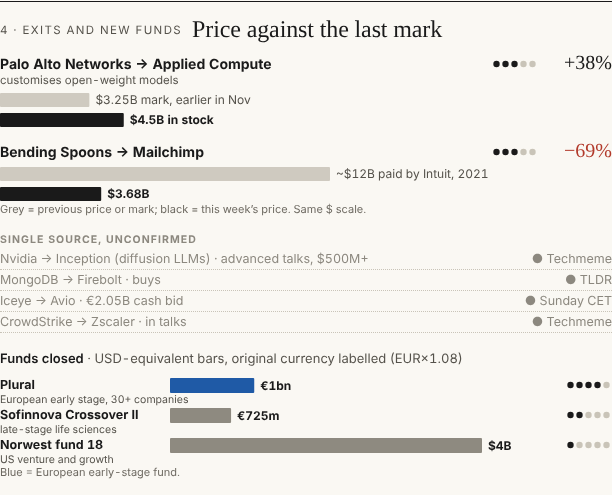 4 · EXITS AND NEW FUNDS Price against the last mark
Palo Alto Networks → Applied Compute +38%
customises open-weight models
$3.25B mark, earlier in Nov
$4.5B in stock
Bending Spoons → Mailchimp −69%
~$12B paid by Intuit, 2021
$3.68B
Grey = previous price or mark; black = this week's price. Same $ scale.
SINGLE SOURCE, UNCONFIRMED
Nvidia → Inception (diffusion LLMs) · advanced talks, $500M+ Techmeme
MongoDB → Firebolt · buys TLDR
Iceye → Avio · €2.05B cash bid Sunday CET
CrowdStrike → Zscaler · in talks Techmeme
Funds closed · USD-equivalent bars, original currency labelled (EUR×1.08)
Plural €1bn
European early stage, 30+ companies
Sofinnova Crossover II €725m
late-stage life sciences
Norwest fund 18 $4B
US venture and growth
Blue = European early-stage fund.